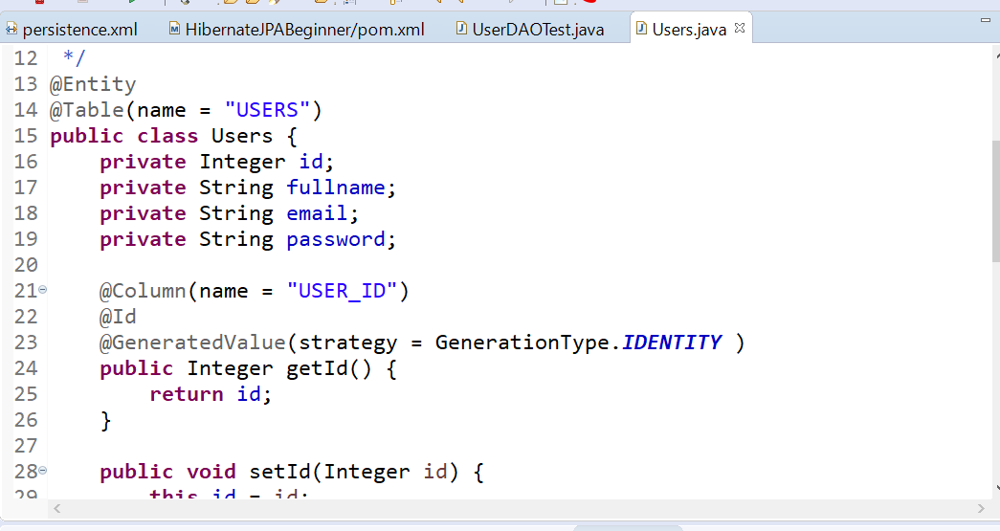 persistence.xml HibernateJPABeginner/pom.xml UserDAOTest.java Users.java
12 */
13 @Entity
14 @Table(name = "USERS")
15 public class Users {
16 private Integer id;
17 private String fullname;
18 private String email;
19 private String password;
20
21 @Column(name = "USER_ID")
22 @Id
23 @GeneratedValue(strategy = GenerationType.IDENTITY )
24 public Integer getId() {
25 return id;
26 }
27
28 public void setId(Integer id) {
29 this.id = id;